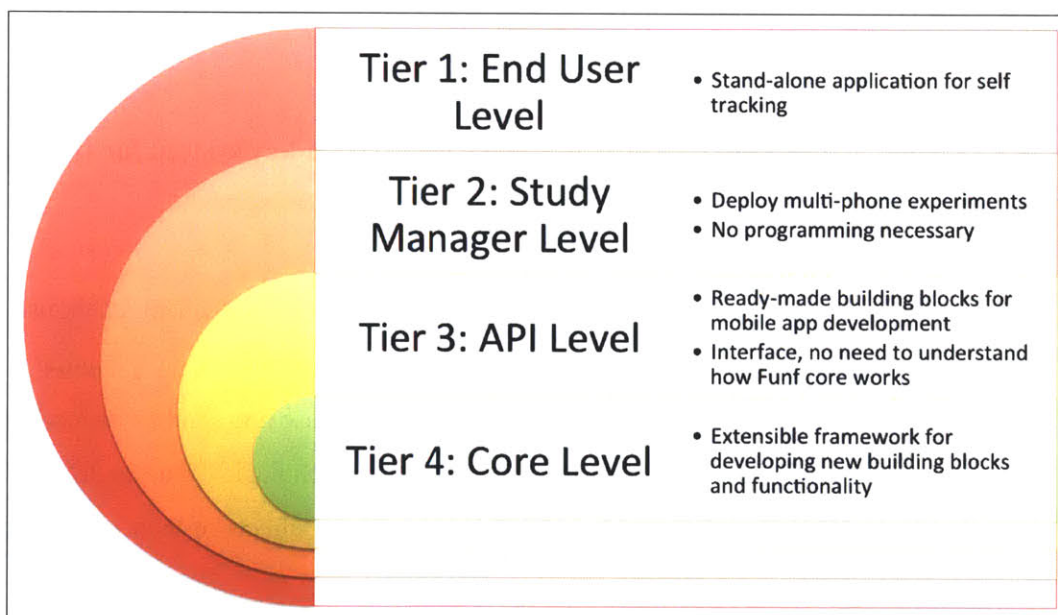 Tier 1: End User
Level
• Stand-alone application for self
tracking
Tier 2: Study
Manager Level
• Deploy multi-phone experiments
• No programming necessary
Tier 3: API Level
• Ready-made building blocks for
mobile app development
• Interface, no need to understand
how Funf core works
Tier 4: Core Level
• Extensible framework for
developing new building blocks
and functionality